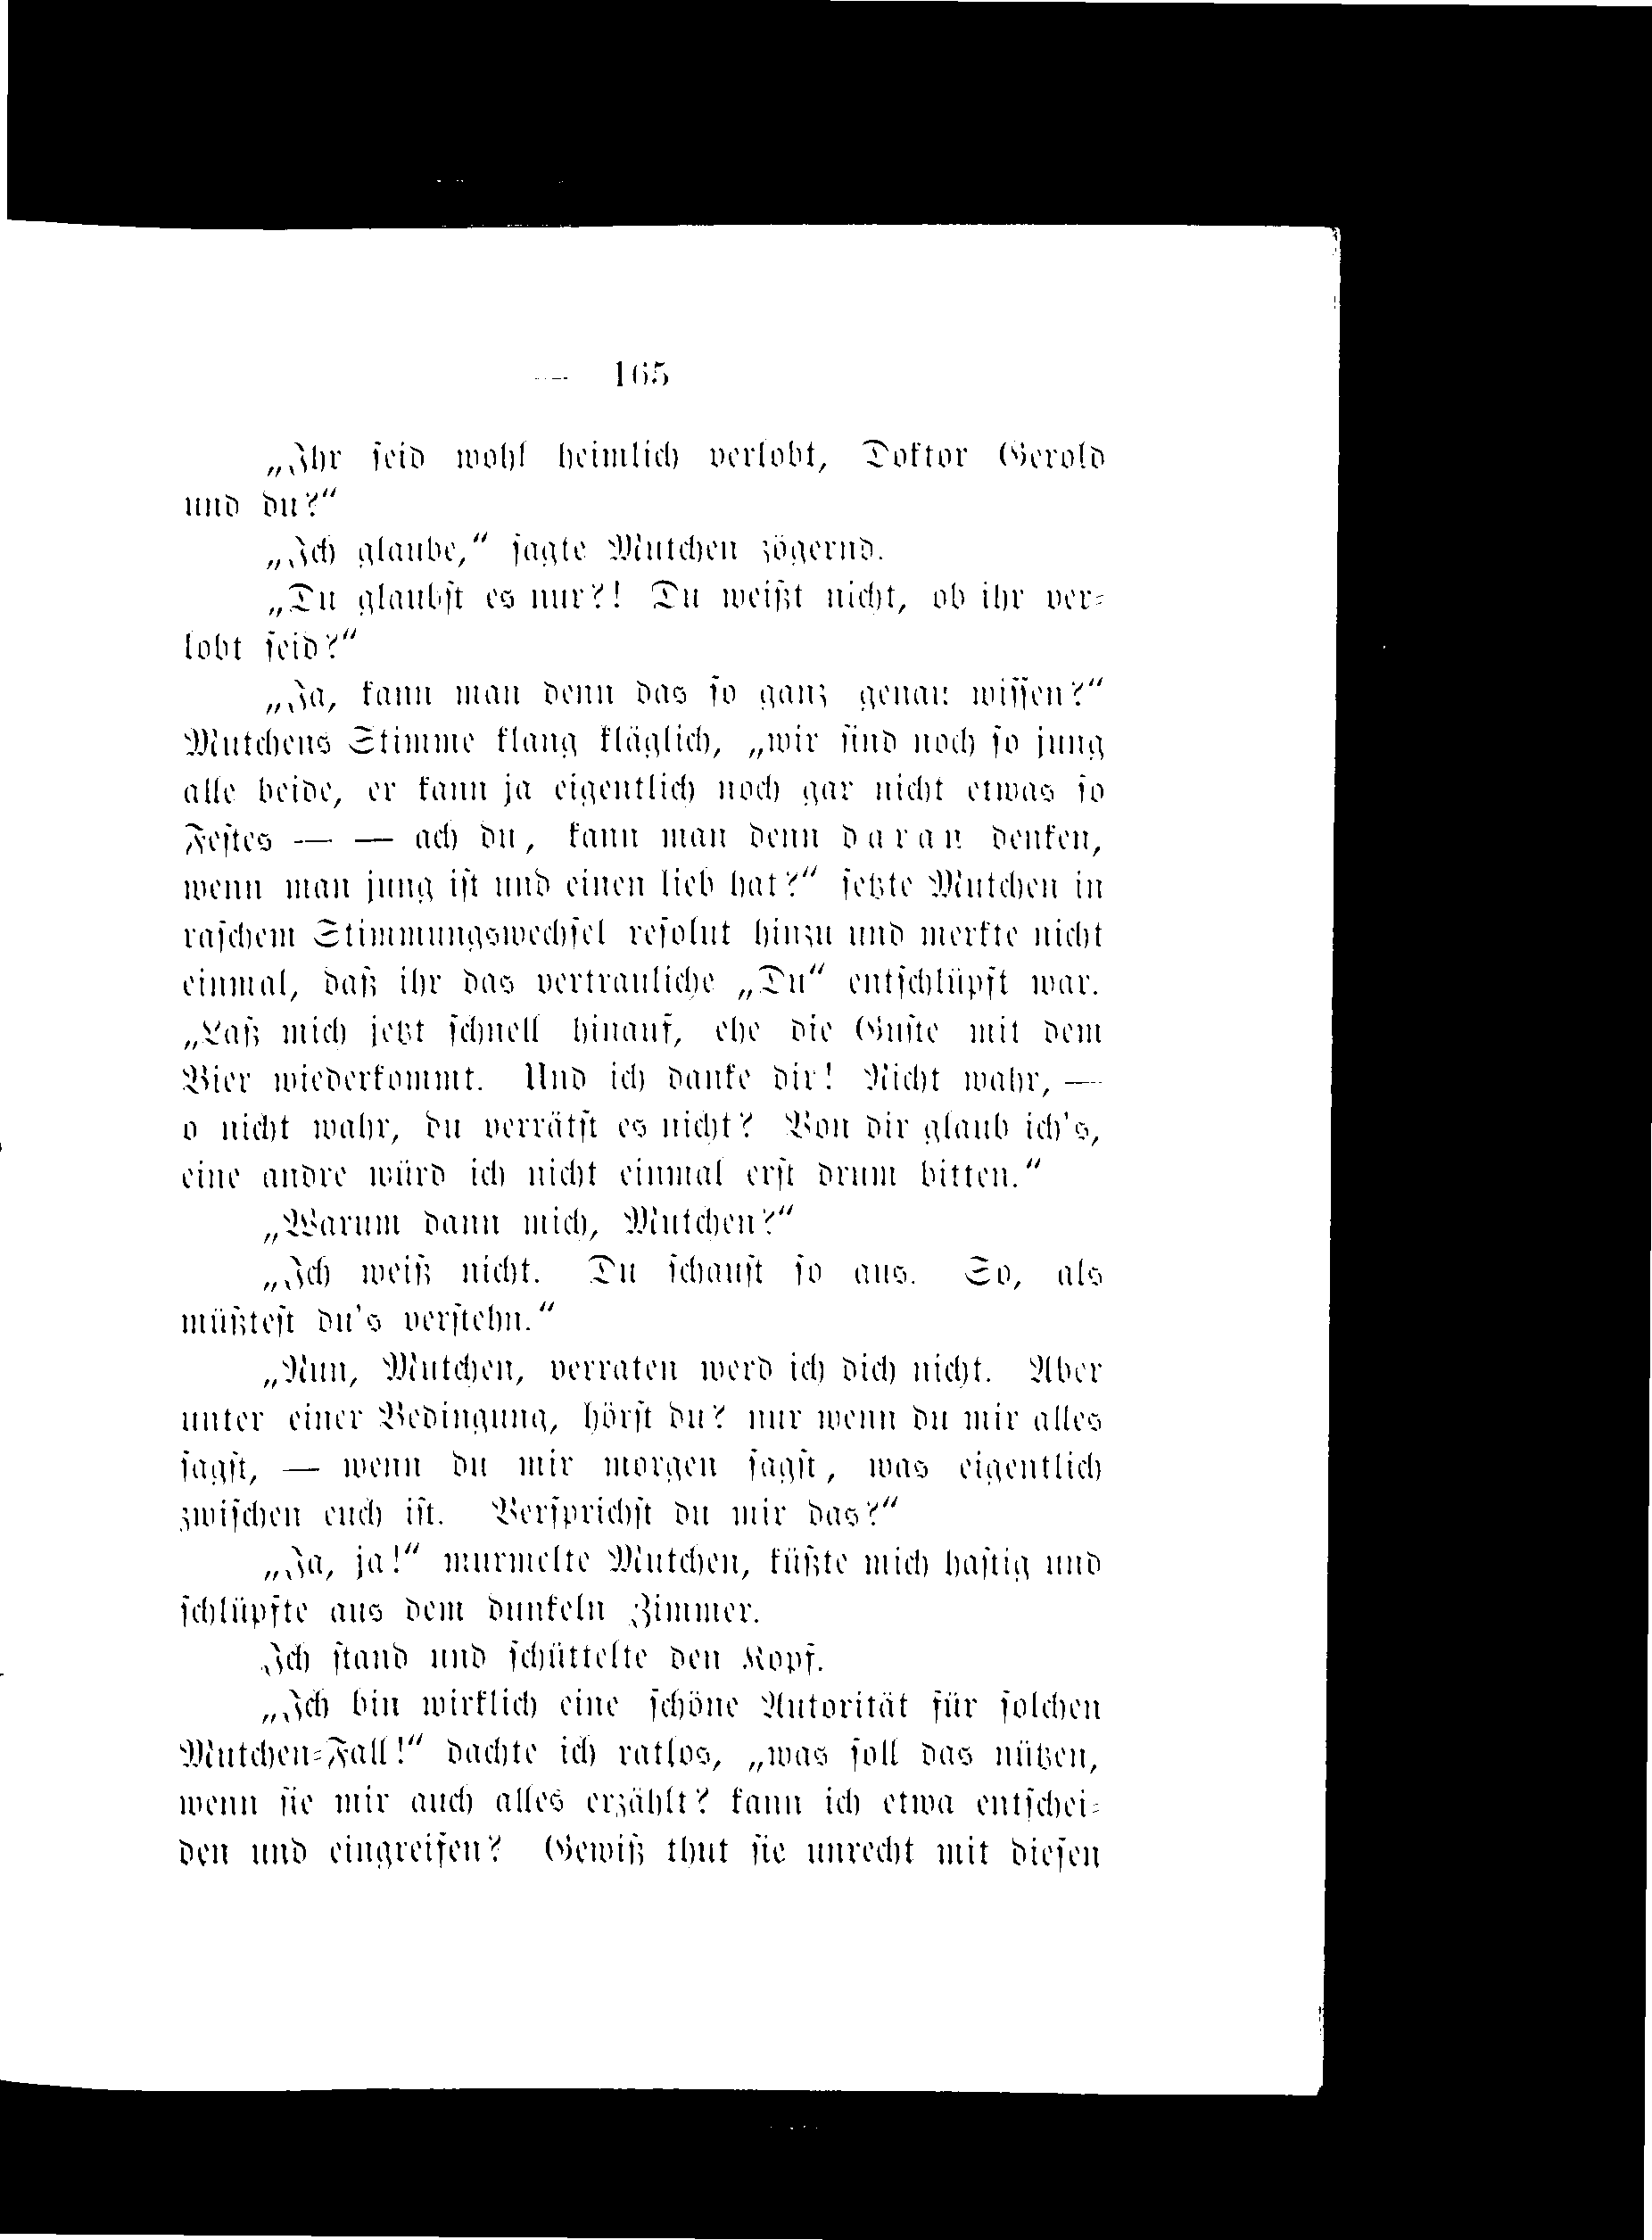 — 165
„Ihr ſeid wohl heimlich verlobt, Doktor Gerold
und du?“
„Ich glaube,“ ſagte Mutchen zögernd.
„Du glaubſt es nur?! Du weißt nicht, ob ihr ver⸗
lobt ſeid?“
„Ja, kann man denn das ſo ganz genau wiſſen?“
Mutchens Stimme klang kläglich, „wir ſind noch ſo jung
alle beide, er kann ja eigentlich noch gar nicht etwas ſo
Feſtes — — ach du, kann man denn daran denken,
wenn man jung iſt und einen lieb hat?“ ſetzte Mutchen in
raſchem Stimmungswechſel reſolut hinzu und merkte nicht
einmal, daß ihr das vertrauliche „Du“ entſchlüpft war.
„Laß mich jetzt ſchnell hinauf, ehe die Guſte mit dem
Bier wiederkommt. Und ich danke dir! Nicht wahr, —
o nicht wahr, du verrätſt es nicht? Von dir glaub ich's,
eine andre würd ich nicht einmal erſt drum bitten.“
„Warum dann mich, Mutchen?“
„Ich weiß nicht. Du ſchauſt ſo aus. So, als
müßteſt du's verſtehn.“
„Nun, Mutchen, verraten werd ich dich nicht. Aber
unter einer Bedingung, hörſt du? nur wenn du mir alles
ſagſt, — wenn du mir morgen ſagſt, was eigentlich
zwiſchen euch iſt. Verſprichſt du mir das?“
„Ja, ja!“ murmelte Mutchen, küßte mich haſtig und
ſchlüpfte aus dem dunkeln Zimmer.
Ich ſtand und ſchüttelte den Kopf.
„Ich bin wirklich eine ſchöne Autorität für ſolchen
Mutchen⸗Fall!“ dachte ich ratlos, „was ſoll das nützen,
wenn ſie mir auch alles erzählt? kann ich etwa entſchei⸗
den und eingreifen? Gewiß thut ſie unrecht mit dieſen